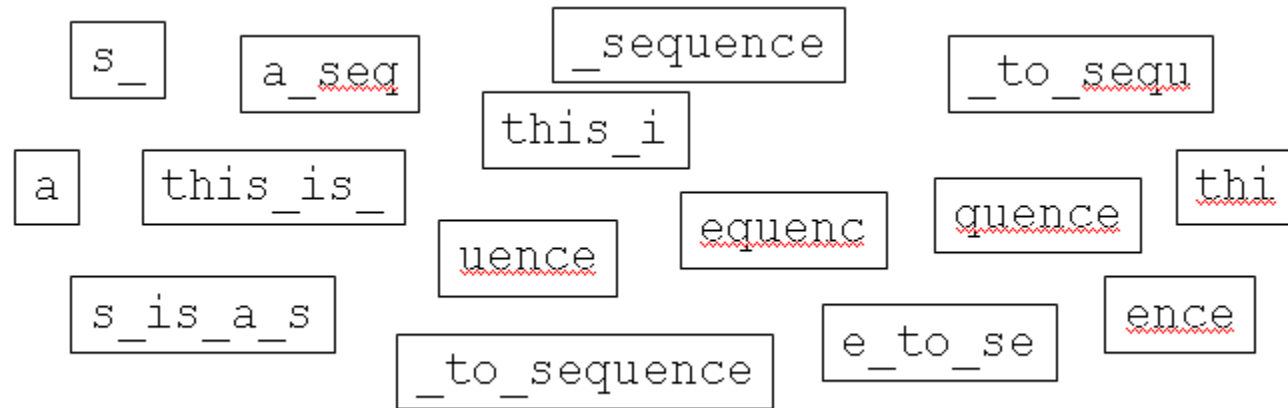 s_
a_seq
_sequence
_to_sequ
this_i
a
this_is_
thi
equenc
quence
uence
s_is_a_s
ence
e_to_se
_to_sequence